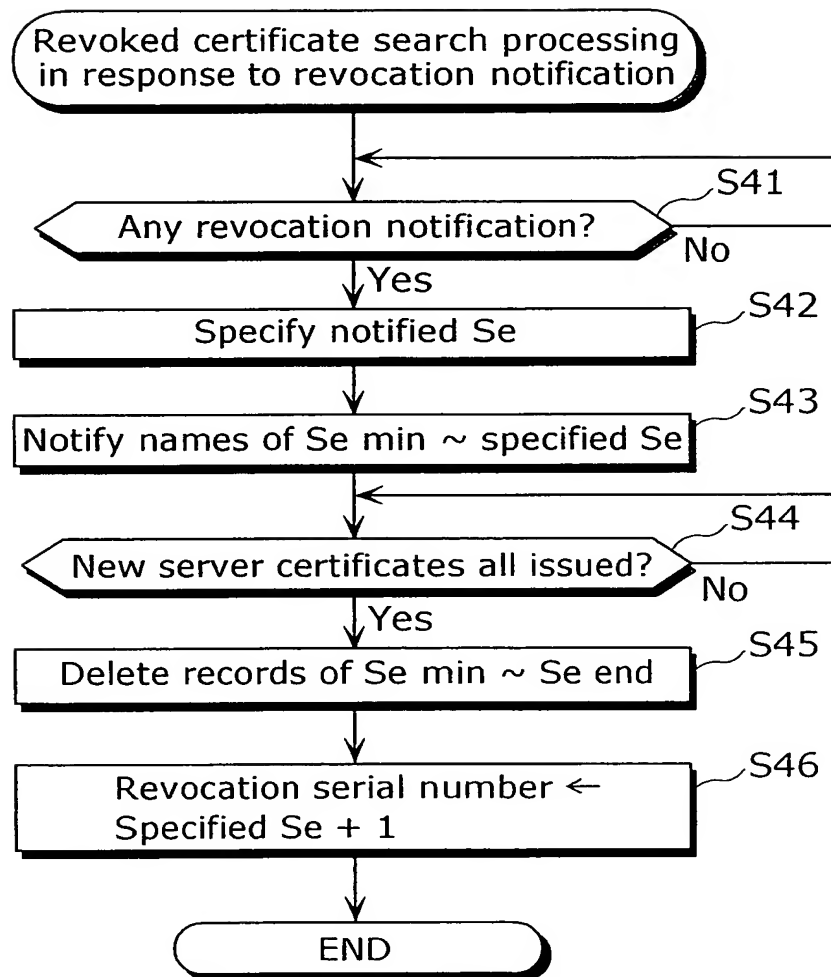 Revoked certificate search processing
in response to revocation notification
S41
Any revocation notification?
No
Yes
S42
Specify notified Se
S43
Notify names of Se min ~ specified Se
S44
New server certificates all issued?
No
Yes
S45
Delete records of Se min ~ Se end
S46
Revocation serial number ←
Specified Se + 1
END